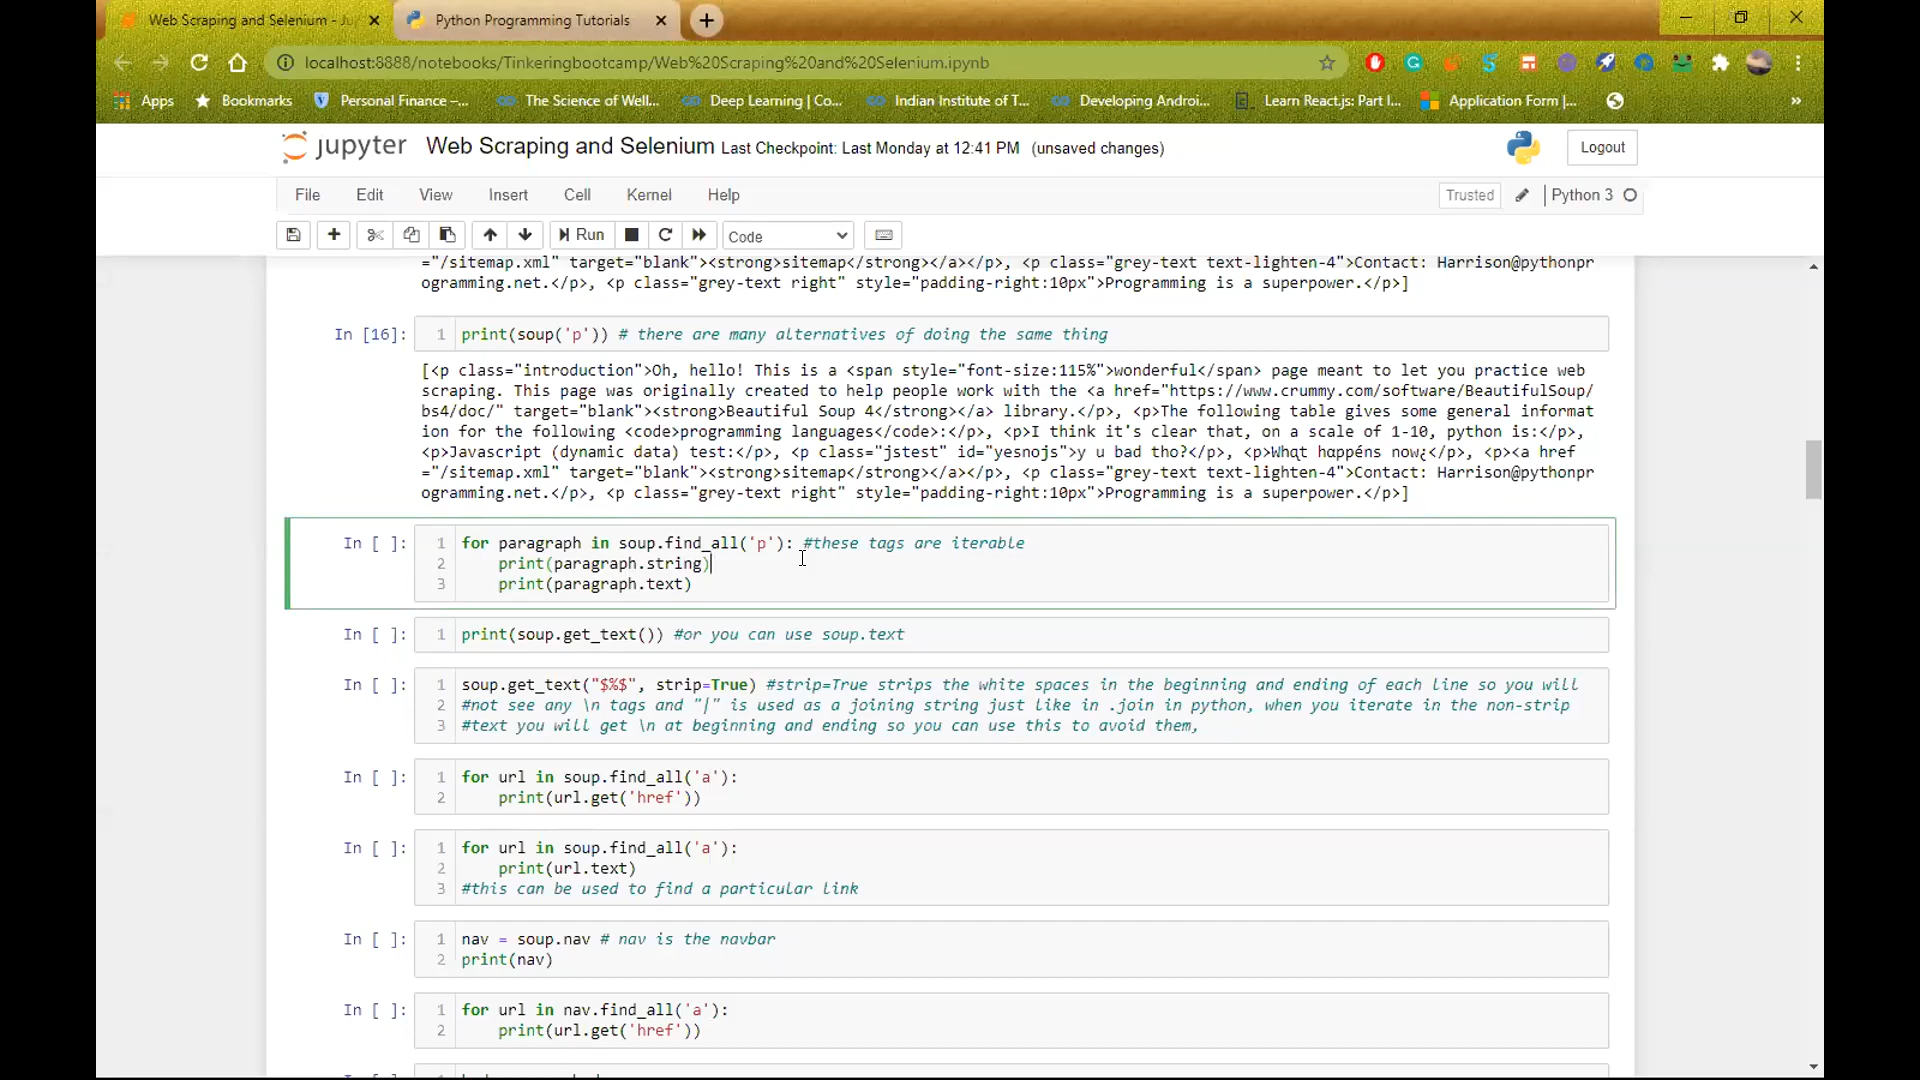 Web Scraping and Selenium - Ju
Python Programming Tutorials
localhost:8888/notebooks/Tinkeringbootcamp/Web%20Scraping%20and%20Selenium.ipynb
Apps
Bookmarks
Personal Finance –...
The Science of Well...
Deep Learning | Co...
Indian Institute of T...
Developing Androi...
Learn React.js: Part I...
Application Form |...
»
jupyter Web Scraping and Selenium Last Checkpoint: Last Monday at 12:41 PM (unsaved changes)
Logout
File Edit View Insert Cell Kernel Help
Trusted
Python 3
Run
Code
="/sitemap.xml" target="blank"><strong>sitemap</strong></a></p>, <p class="grey-text text-lighten-4">Contact: Harrison@pythonpr
ogramming.net.</p>, <p class="grey-text right" style="padding-right:10px">Programming is a superpower.</p>]
In [16]: 1 print(soup('p')) # there are many alternatives of doing the same thing
[<p class="introduction">Oh, hello! This is a <span style="font-size:115%">wonderful</span> page meant to let you practice web
scraping. This page was originally created to help people work with the <a href="https://www.crummy.com/software/BeautifulSoup/
bs4/doc/" target="blank"><strong>Beautiful Soup 4</strong></a> library.</p>, <p>The following table gives some general informat
ion for the following <code>programming languages</code>:</p>, <p>I think it's clear that, on a scale of 1-10, python is:</p>,
<p>Javascript (dynamic data) test:</p>, <p class="jstest" id="yesnojs">y u bad tho?</p>, <p>Whąt hαppéns now¿</p>, <p><a href
="/sitemap.xml" target="blank"><strong>sitemap</strong></a></p>, <p class="grey-text text-lighten-4">Contact: Harrison@pythonpr
ogramming.net.</p>, <p class="grey-text right" style="padding-right:10px">Programming is a superpower.</p>]
In [ ]: 1 for paragraph in soup.find_all('p'): #these tags are iterable
2 print(paragraph.string)
3 print(paragraph.text)
In [ ]: 1 print(soup.get_text()) #or you can use soup.text
In [ ]: 1 soup.get_text("$%$", strip=True) #strip=True strips the white spaces in the beginning and ending of each line so you will
2 #not see any \n tags and "|" is used as a joining string just like in .join in python, when you iterate in the non-strip
3 #text you will get \n at beginning and ending so you can use this to avoid them,
In [ ]: 1 for url in soup.find_all('a'):
2 print(url.get('href'))
In [ ]: 1 for url in soup.find_all('a'):
2 print(url.text)
3 #this can be used to find a particular link
In [ ]: 1 nav = soup.nav # nav is the navbar
2 print(nav)
In [ ]: 1 for url in nav.find_all('a'):
2 print(url.get('href'))